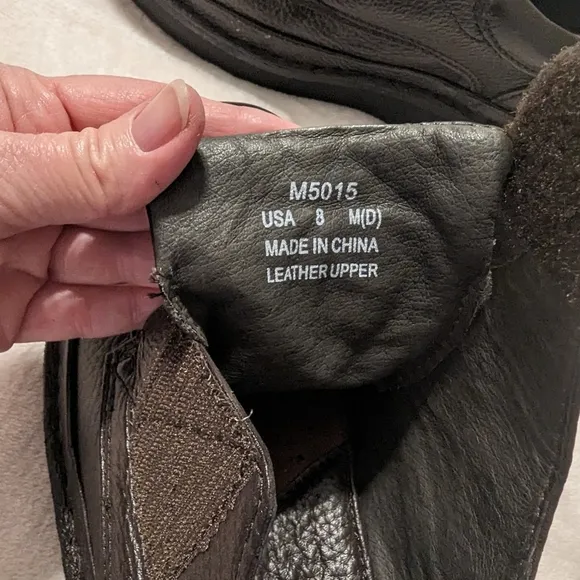 M5015
USA 8 M(D)
MADE IN CHINA
LEATHER UPPER